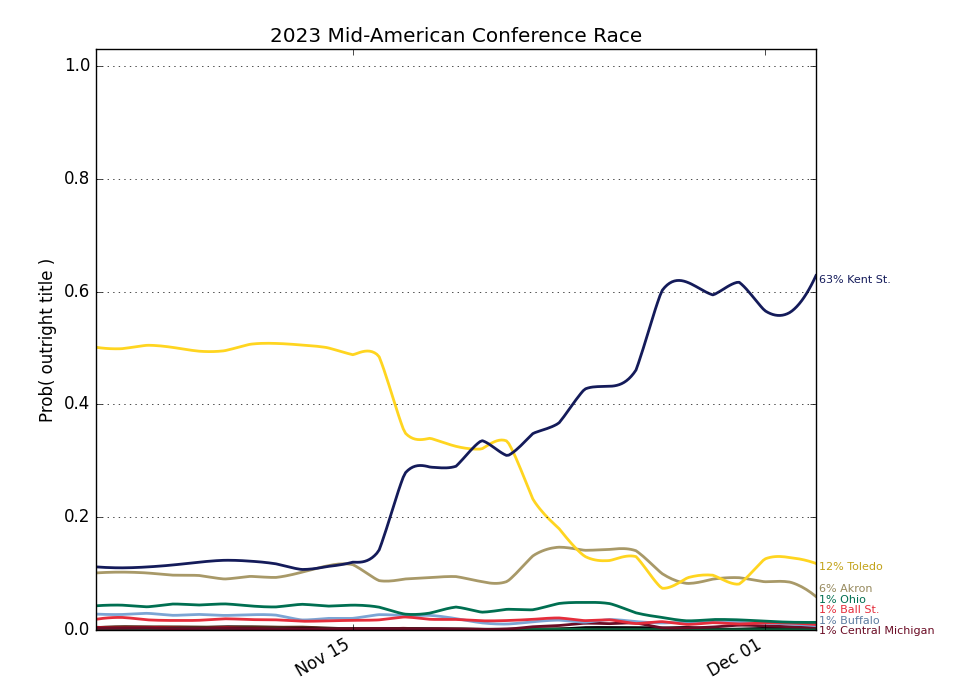 2023 Mid-American Conference Race
Prob( outright title )
1.0
0.8
0.6
0.4
0.2
0.0
Nov 15
Dec 01
63% Kent St.
12% Toledo
6% Akron
1% Ohio
1% Ball St.
1% Buffalo
1% Central Michigan